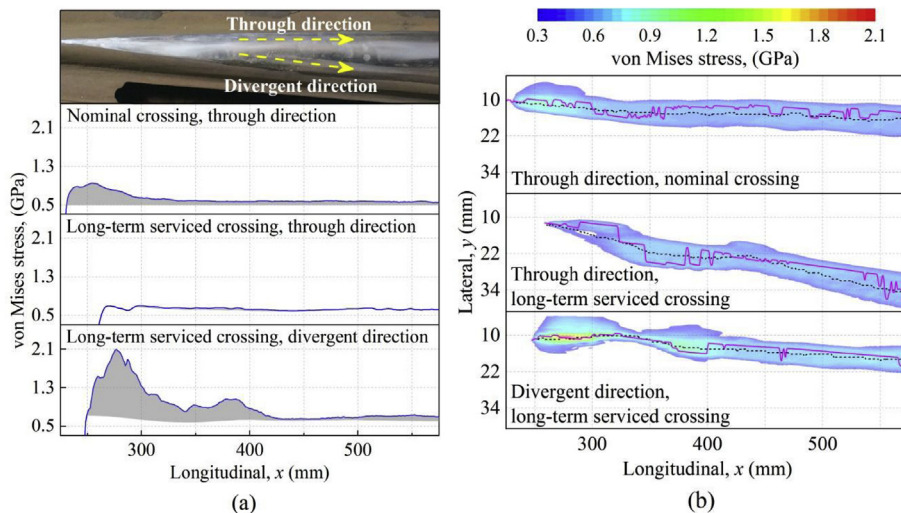 Through direction
Divergent direction
Nominal crossing, through direction
2.1
1.3
0.5
Long-term serviced crossing, through direction
2.1
1.3
0.5
Long-term serviced crossing, divergent direction
2.1
1.3
0.5
von Mises stress, (GPa)
300
400
500
Longitudinal, x (mm)
(a)
0.3 0.6 0.9 1.2 1.5 1.8 2.1
von Mises stress, (GPa)
10
22
34
Through direction, nominal crossing
10
22
34
Through direction,
long-term serviced crossing
10
22
34
Divergent direction,
long-term serviced crossing
Lateral, y (mm)
300
400
500
Longitudinal, x (mm)
(b)